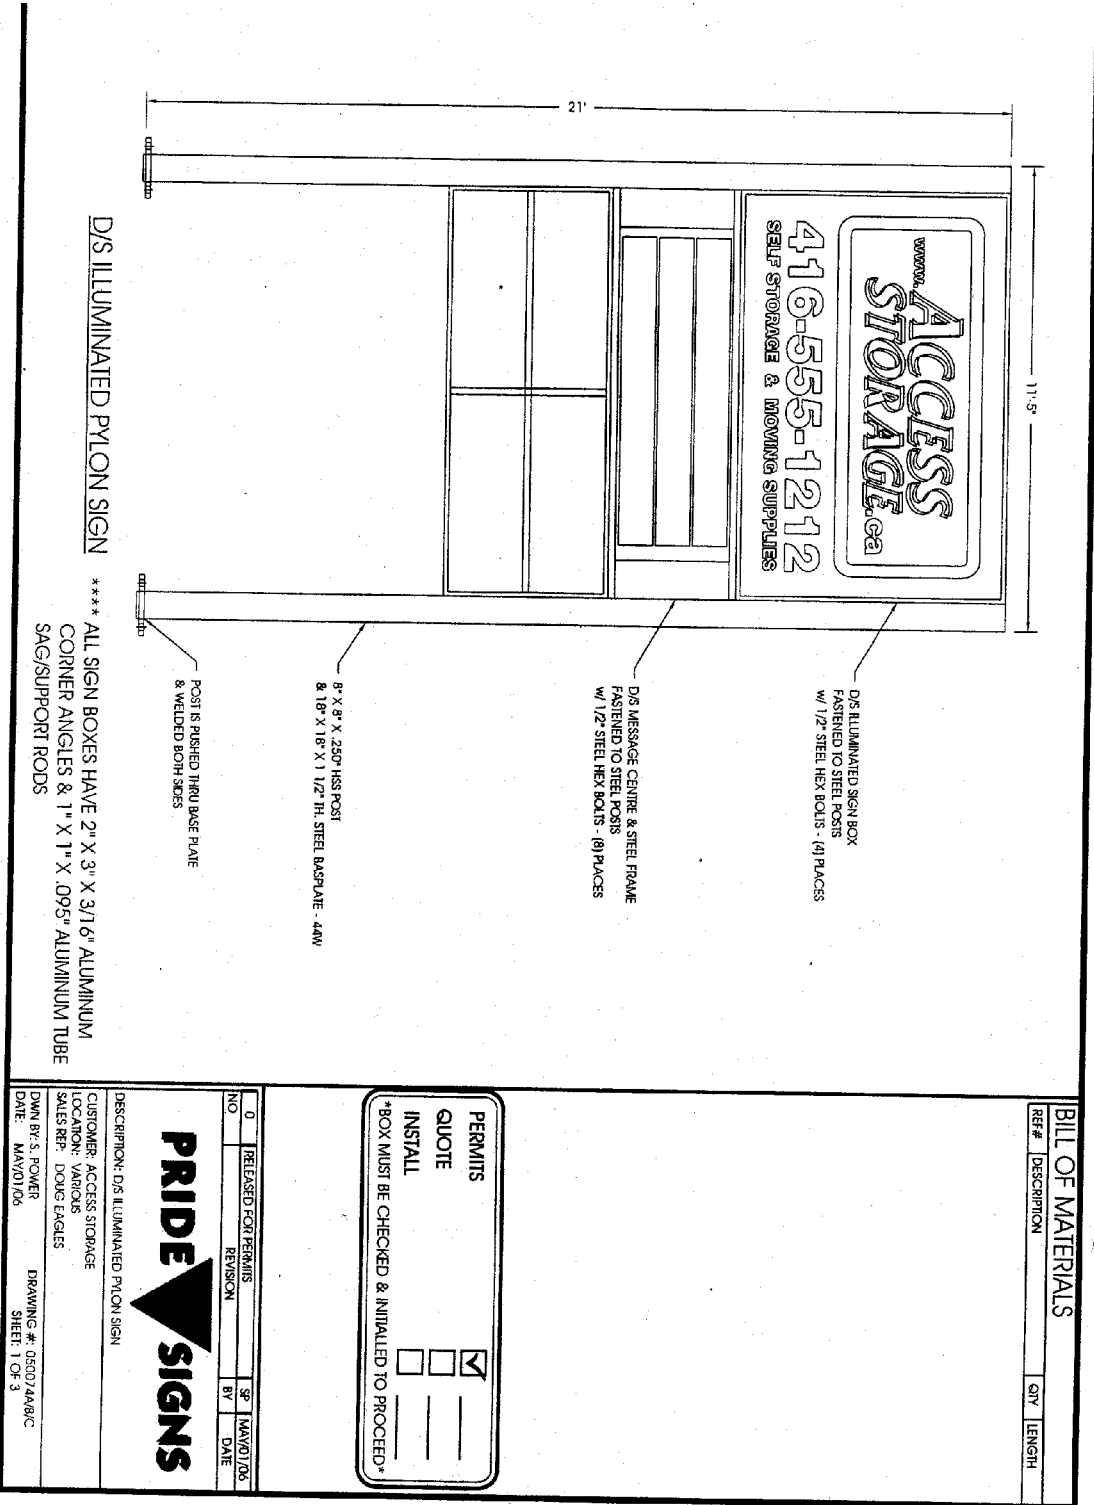 21'
11'-5"
www.ACCESS
STORAGE.ca
416-555-1212
SELF STORAGE & MOVING SUPPLIES
D/S ILLUMINATED SIGN BOX
FASTENED TO STEEL POSTS
W/ 1/2" STEEL HEX BOLTS - (4) PLACES
D/S MESSAGE CENTRE & STEEL FRAME
FASTENED TO STEEL POSTS
W/ 1/2" STEEL HEX BOLTS - (8) PLACES
8" X 8" X .250" HSS POST
& 18" X 18" X 1 1/2" TH. STEEL BASPLATE - 44W
POST IS PUSHED THRU BASE PLATE
& WELDED BOTH SIDES
D/S ILLUMINATED PYLON SIGN
**** ALL SIGN BOXES HAVE 2" X 3" X 3/16" ALUMINUM
CORNER ANGLES & 1" X 1" X .095" ALUMINUM TUBE
SAG/SUPPORT RODS
BILL OF MATERIALS
REF# DESCRIPTION QTY LENGTH
PERMITS
QUOTE
INSTALL
*BOX MUST BE CHECKED & INITIALLED TO PROCEED*
0 RELEASED FOR PERMITS SP MAY/01/06
NO REVISION BY DATE
PRIDE SIGNS
DESCRIPTION: D/S ILLUMINATED PYLON SIGN
CUSTOMER: ACCESS STORAGE
LOCATION: VARIOUS
SALES REP: DOUG EAGLES
DWN BY: S. POWER DRAWING #: 050074A/B/C
DATE: MAY/01/06 SHEET: 1 OF 3